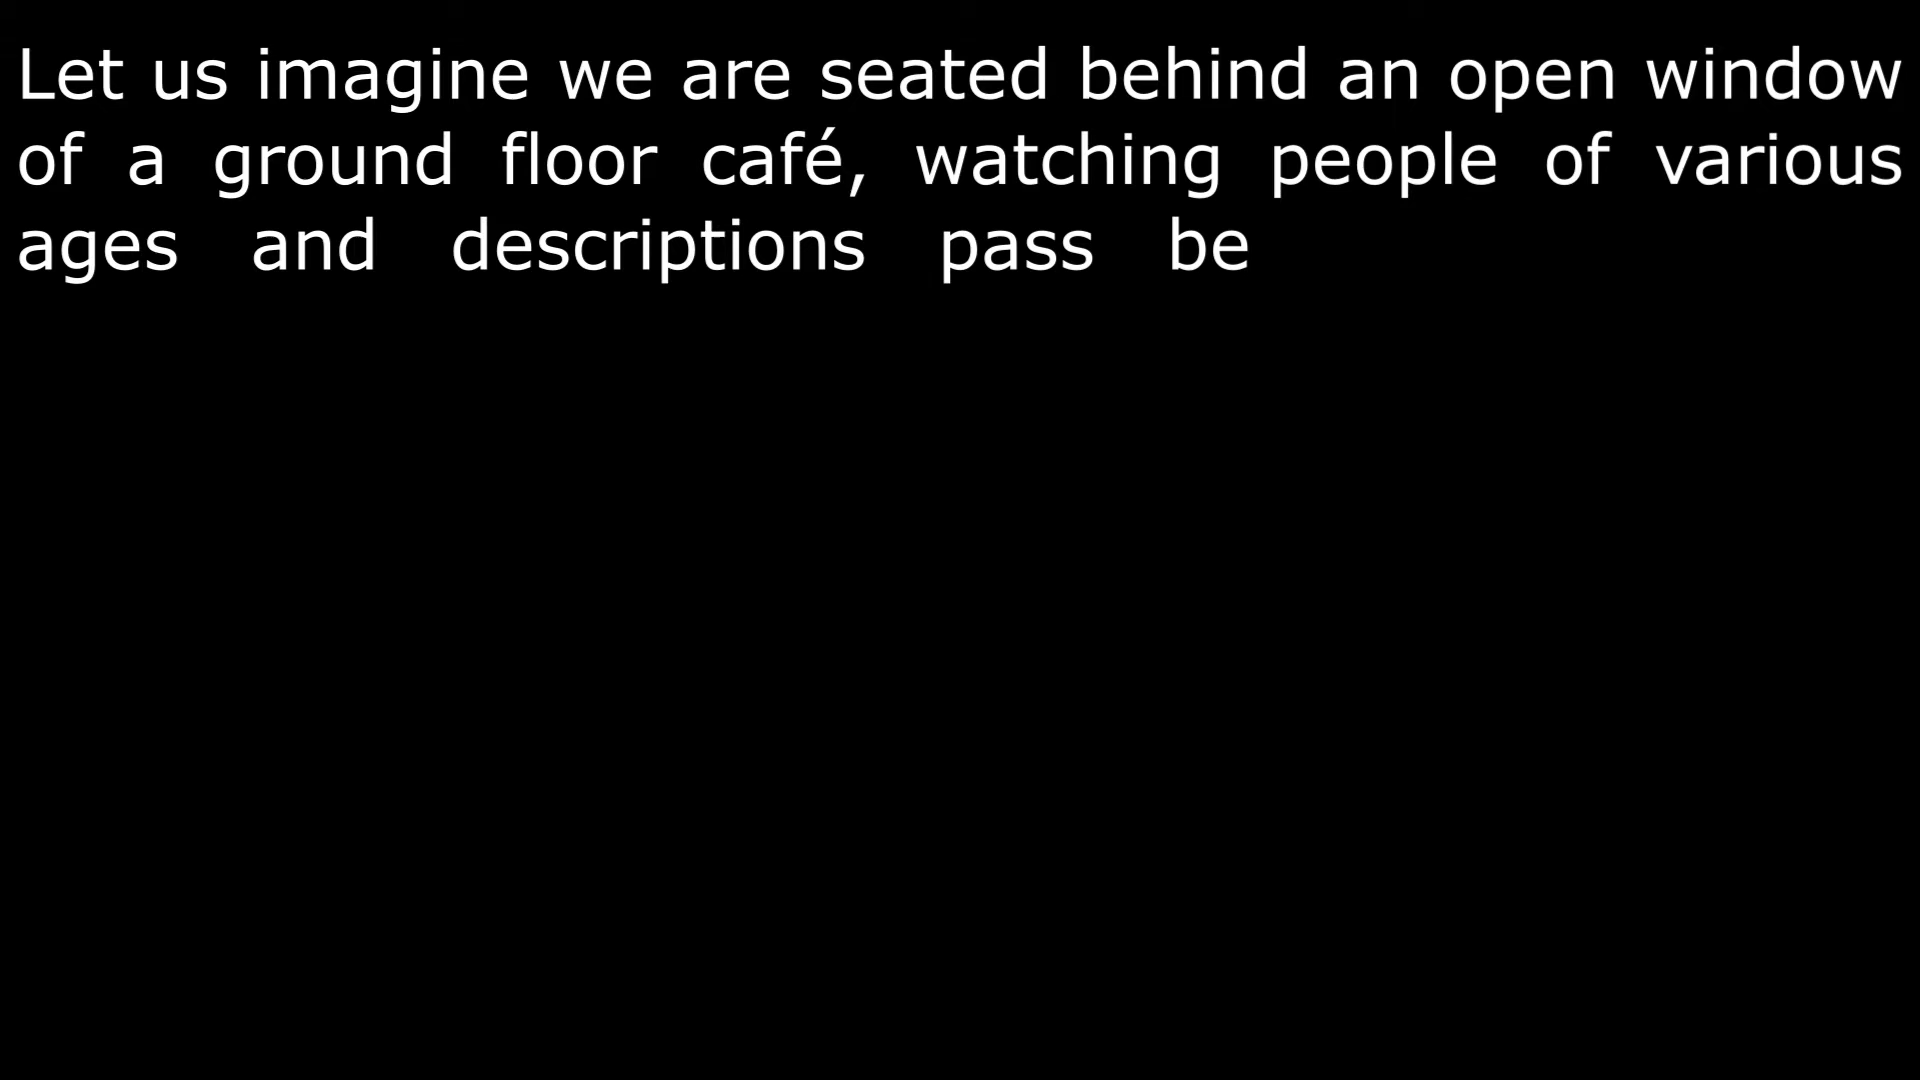 Let us imagine we are seated behind an open window
of a ground floor café, watching people of various
ages and descriptions pass be